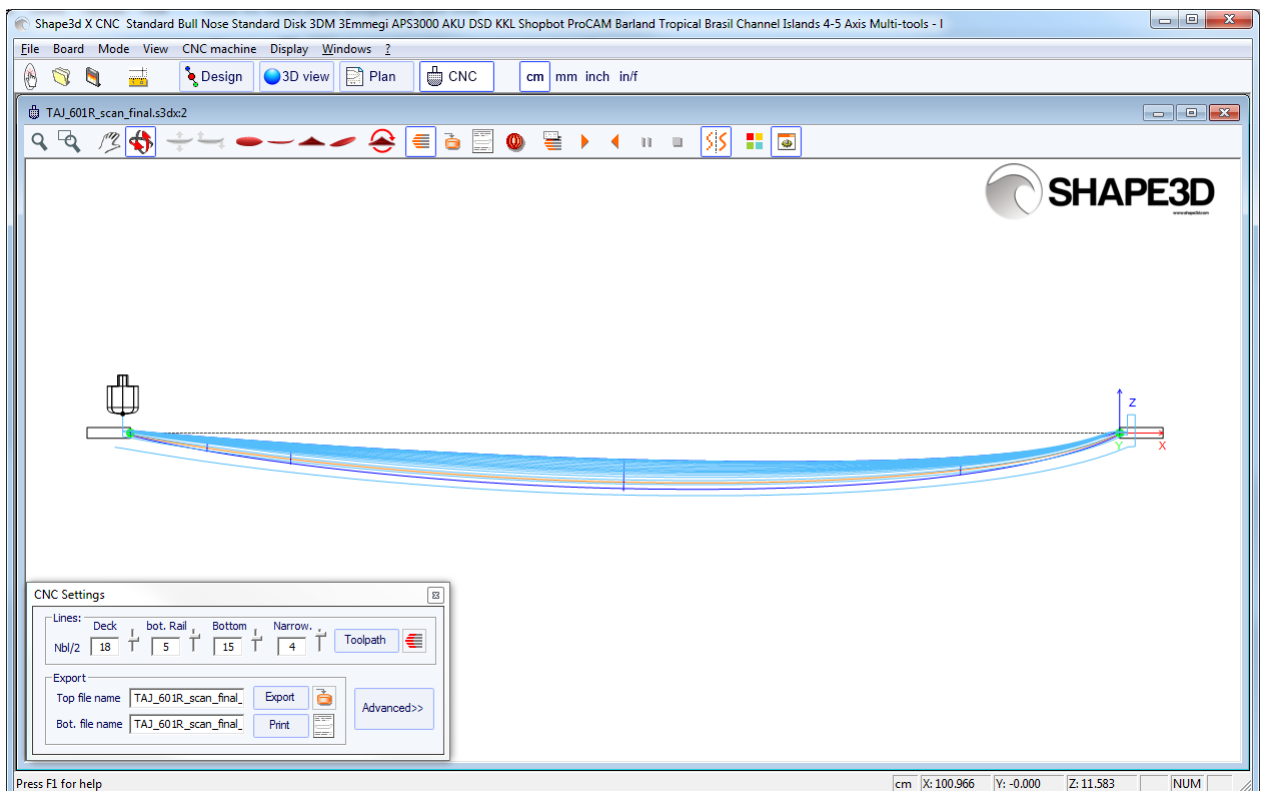 Shape3d X CNC Standard Bull Nose Standard Disk 3DM 3Emmegi APS3000 AKU DSD KKL Shopbot ProCAM Barland Tropical Brasil Channel Islands 4-5 Axis Multi-tools - I
File Board Mode View CNC machine Display Windows ?
Design 3D view Plan CNC cm mm inch in/f
TAJ_601R_scan_final.s3dx:2
SHAPE3D
www.shape3d.com
Z
Y X
CNC Settings
Lines:
Deck bot. Rail Bottom Narrow.
Nbl/2 18 5 15 4 Toolpath
Export
Top file name TAJ_601R_scan_final_ Export
Advanced>>
Bot. file name TAJ_601R_scan_final_ Print
Press F1 for help cm X: 100.966 Y: -0.000 Z: 11.583 NUM